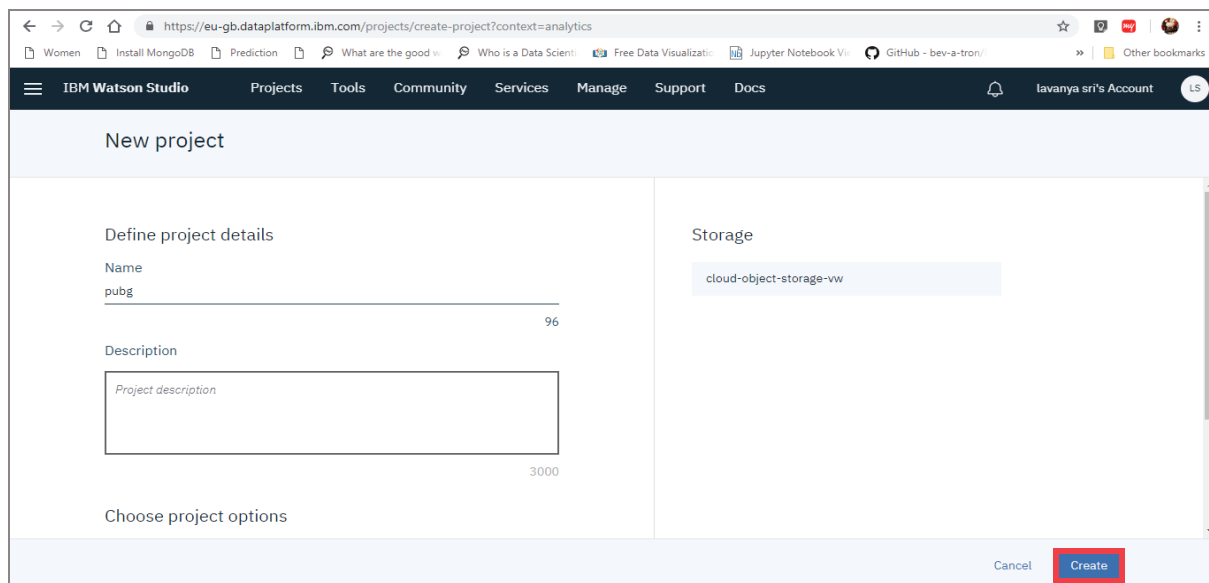 https://eu-gb.dataplatform.ibm.com/projects/create-project?context=analytics
Women Install MongoDB Prediction What are the good Who is a Data Scienti Free Data Visualizatic Jupyter Notebook Vie GitHub - bev-a-tron/ » Other bookmarks
IBM Watson Studio Projects Tools Community Services Manage Support Docs lavanya sri's Account LS
New project
Define project details
Storage
Name
cloud-object-storage-vw
pubg
96
Description
Project description
3000
Choose project options
Cancel Create